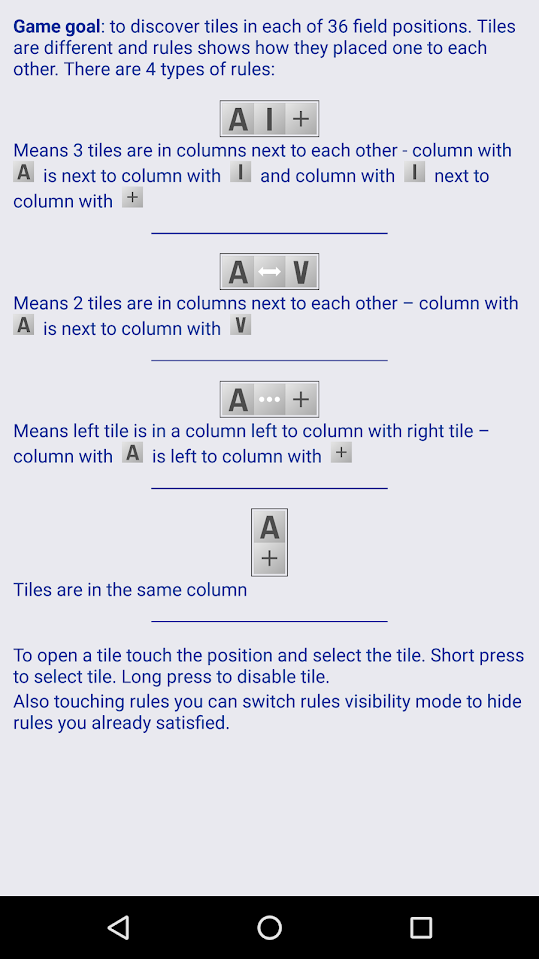 Game goal: to discover tiles in each of 36 field positions. Tiles
are different and rules shows how they placed one to each
other. There are 4 types of rules:
A I +
Means 3 tiles are in columns next to each other - column with
A is next to column with I and column with I next to
column with +
A ↔ V
Means 2 tiles are in columns next to each other – column with
A is next to column with V
A ••• +
Means left tile is in a column left to column with right tile –
column with A is left to column with +
A
+
Tiles are in the same column
To open a tile touch the position and select the tile. Short press
to select tile. Long press to disable tile.
Also touching rules you can switch rules visibility mode to hide
rules you already satisfied.